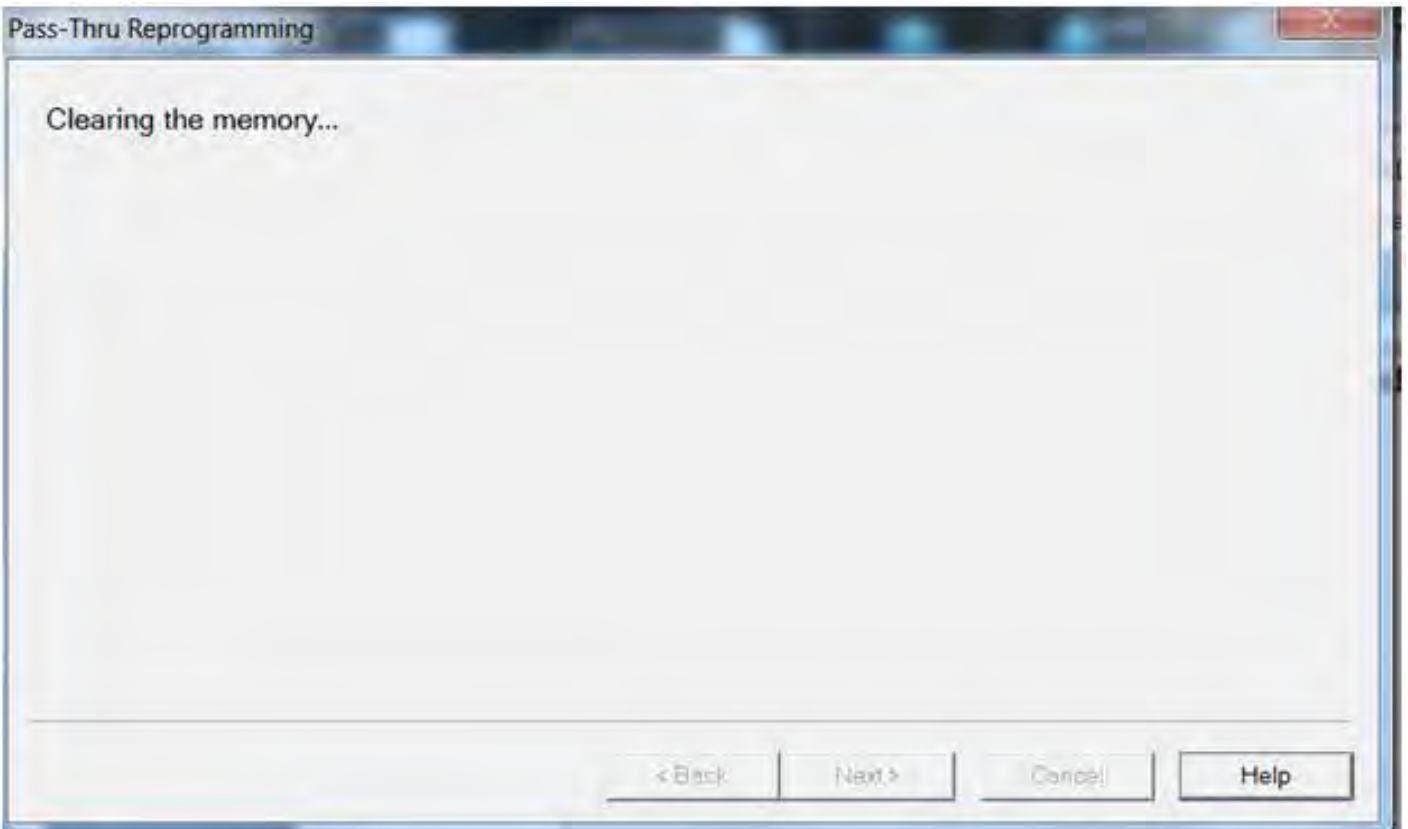 Pass-Thru Reprogramming
Clearing the memory...
< Back
Next >
Cancel
Help